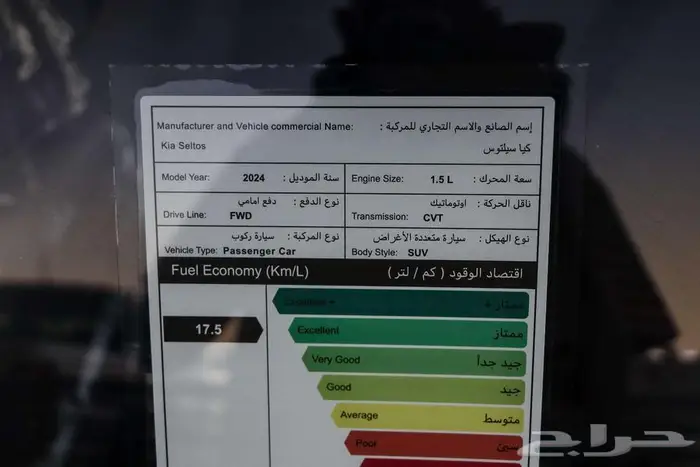 Manufacturer and Vehicle commercial Name: إسم الصانع والاسم التجاري للمركبة :
Kia Seltos كيا سيلتوس
Model Year: 2024 سنة الموديل : Engine Size: 1.5 L سعة المحرك :
نوع الدفع : دفع امامي ناقل الحركة : اوتوماتيك
Drive Line: FWD Transmission: CVT
نوع المركبة : سيارة ركوب نوع الهيكل : سيارة متعددة الأغراض
Vehicle Type: Passenger Car Body Style: SUV
Fuel Economy (Km/L) اقتصاد الوقود ( كم / لتر )
Excellent + ممتاز +
17.5 Excellent ممتاز
Very Good جيد جداً
Good جيد
Average متوسط
Poor سيئ
حراج